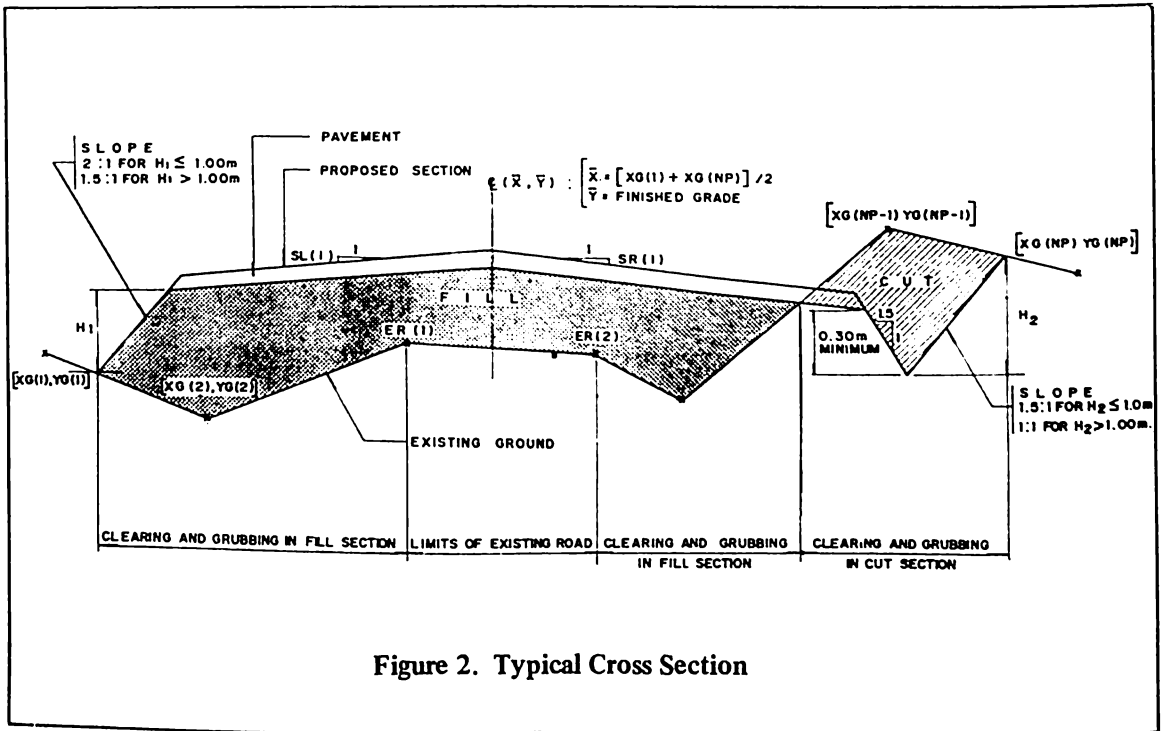 SLOPE
2:1 FOR H1 ≤ 1.00m
1.5:1 FOR H1 > 1.00m
PAVEMENT
PROPOSED SECTION
℄(X̅, Y̅) : X̅ = [XG(1) + XG(NP)] /2
Y̅ = FINISHED GRADE
[XG(NP-1) YG(NP-1)]
[XG(NP) YG(NP)]
SL(1)
1
1
SR(1)
CUT
FILL
H1
ER(1)
ER(2)
1.5
1
0.30m
MINIMUM
H2
[XG(1),YG(1)]
XG(2),YG(2)]
SLOPE
1.5:1 FOR H2 ≤ 1.0m
1:1 FOR H2>1.00m.
EXISTING GROUND
CLEARING AND GRUBBING IN FILL SECTION
LIMITS OF EXISTING ROAD
CLEARING AND GRUBBING
IN FILL SECTION
CLEARING AND GRUBBING
IN CUT SECTION
Figure 2. Typical Cross Section